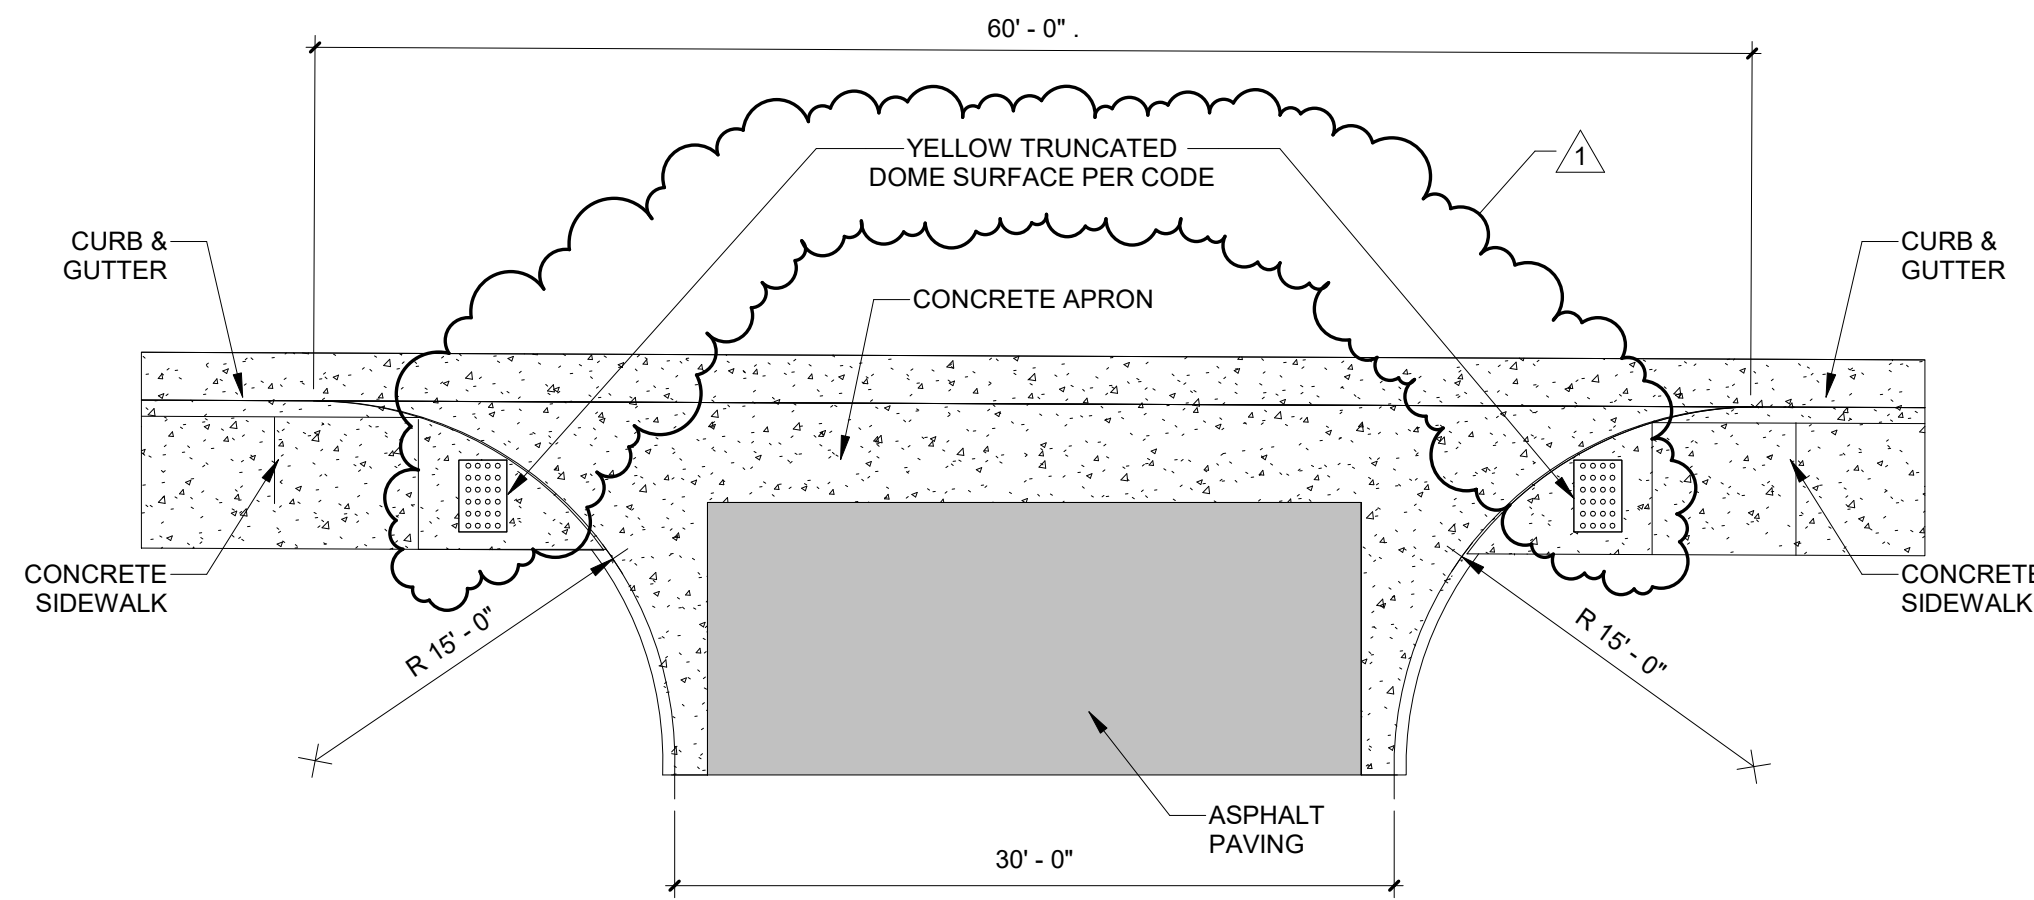 60' - 0" .
YELLOW TRUNCATED
DOME SURFACE PER CODE
1
CURB &
GUTTER
CURB &
GUTTER
CONCRETE APRON
CONCRETE
SIDEWALK
CONCRETE
SIDEWALK
R 15' - 0"
R 15' - 0"
ASPHALT
PAVING
30' - 0"